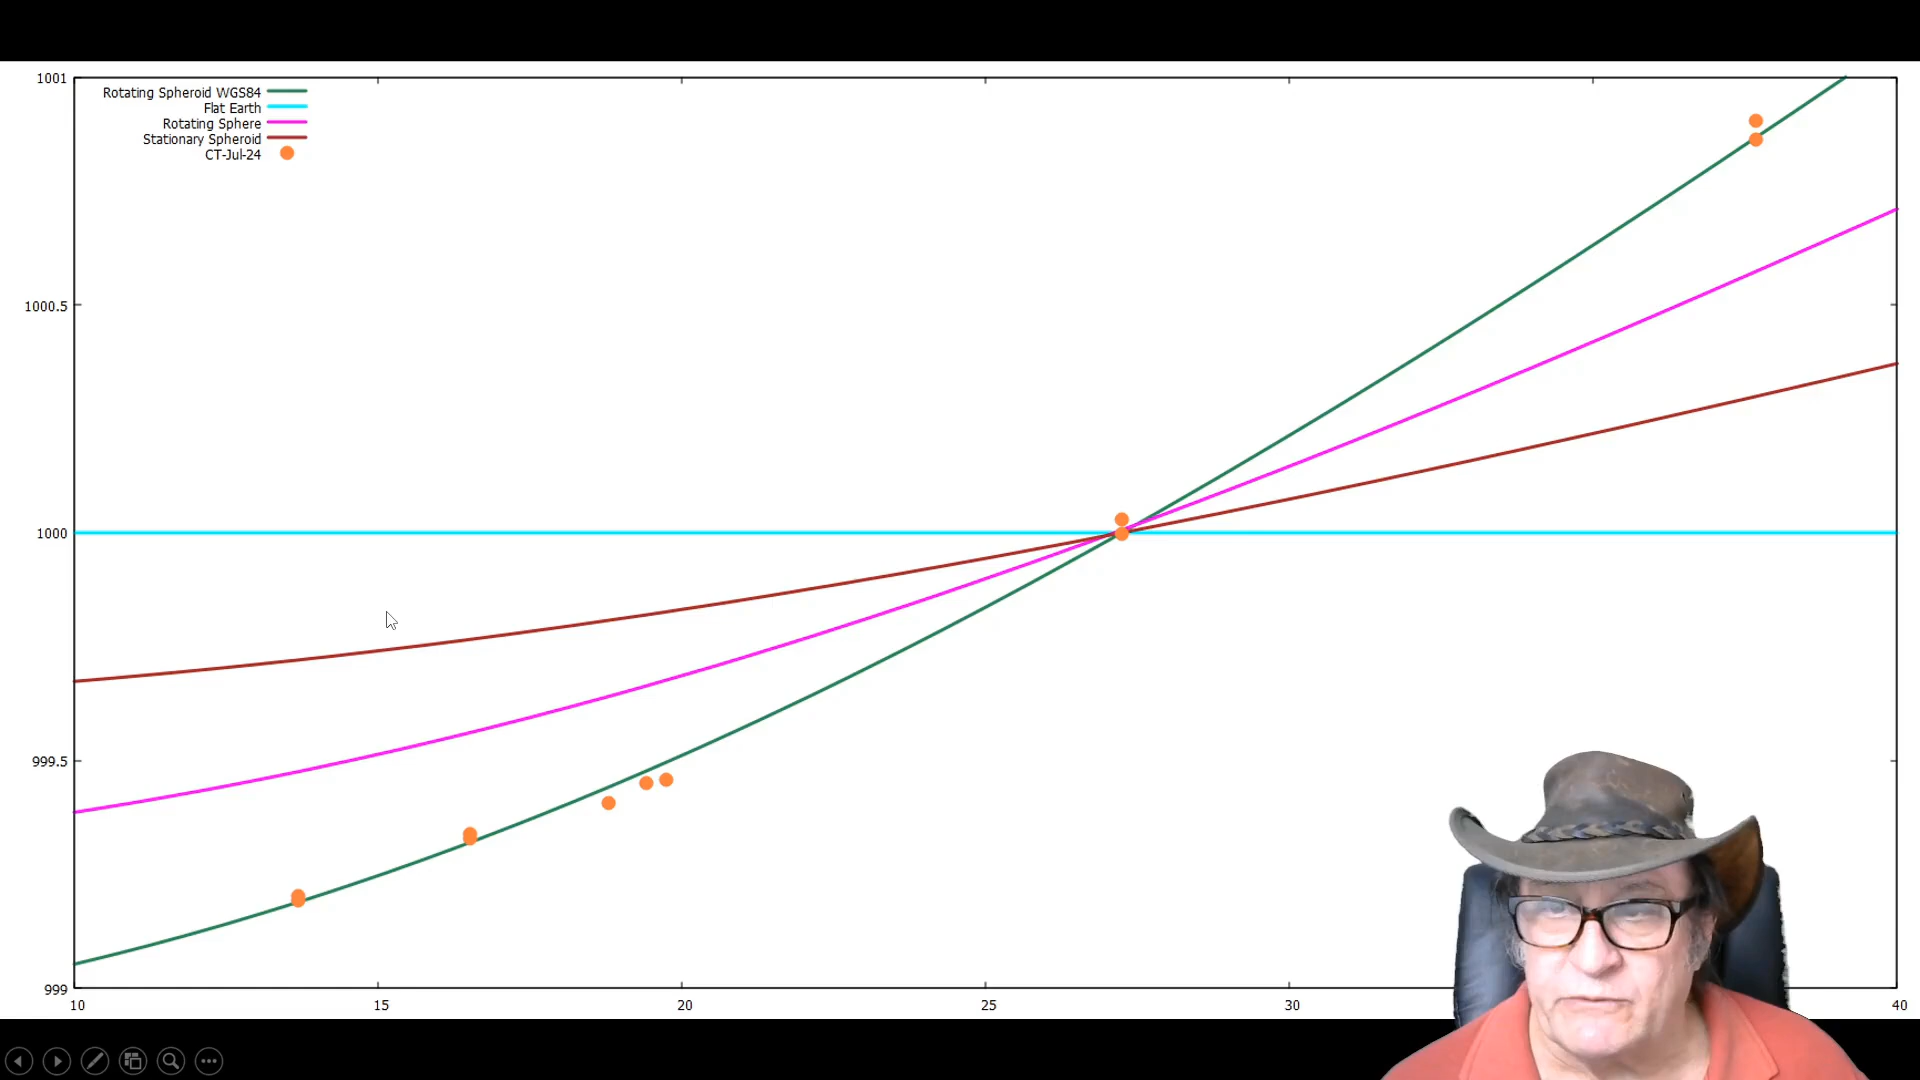 1001
Rotating Spheroid WGS84
Flat Earth
Rotating Sphere
Stationary Spheroid
CT-Jul-24
1000.5
1000
999.5
999
10 15 20 25 30 40